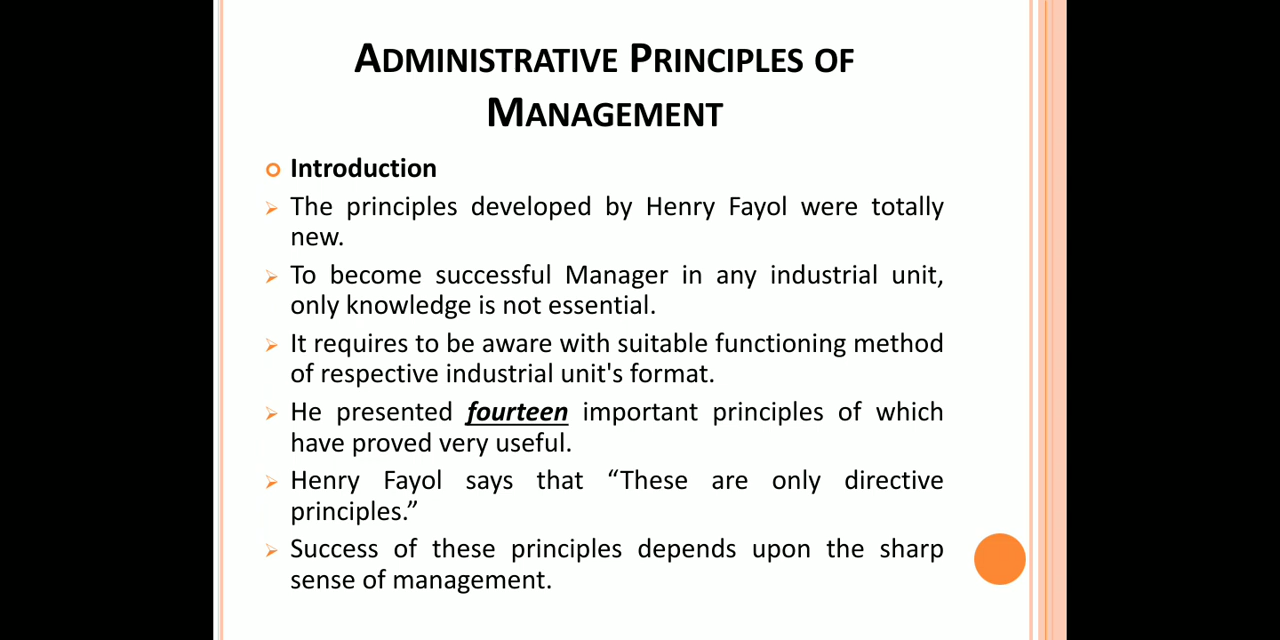 ADMINISTRATIVE PRINCIPLES OF
MANAGEMENT
Introduction
The principles developed by Henry Fayol were totally
new.
To become successful Manager in any industrial unit,
only knowledge is not essential.
It requires to be aware with suitable functioning method
of respective industrial unit's format.
He presented fourteen important principles of which
have proved very useful.
Henry Fayol says that “These are only directive
principles.”
Success of these principles depends upon the sharp
sense of management.